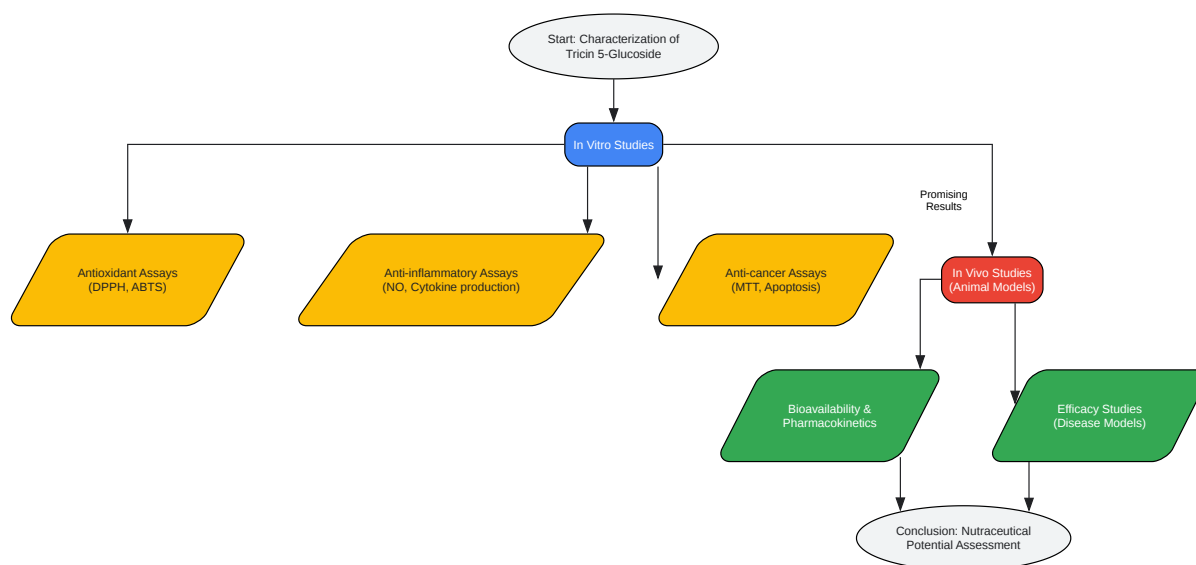 Start: Characterization of
Tricin 5-Glucoside
In Vitro Studies
Promising
Results
Antioxidant Assays
(DPPH, ABTS)
Anti-inflammatory Assays
(NO, Cytokine production)
Anti-cancer Assays
(MTT, Apoptosis)
In Vivo Studies
(Animal Models)
Bioavailability &
Pharmacokinetics
Efficacy Studies
(Disease Models)
Conclusion: Nutraceutical
Potential Assessment